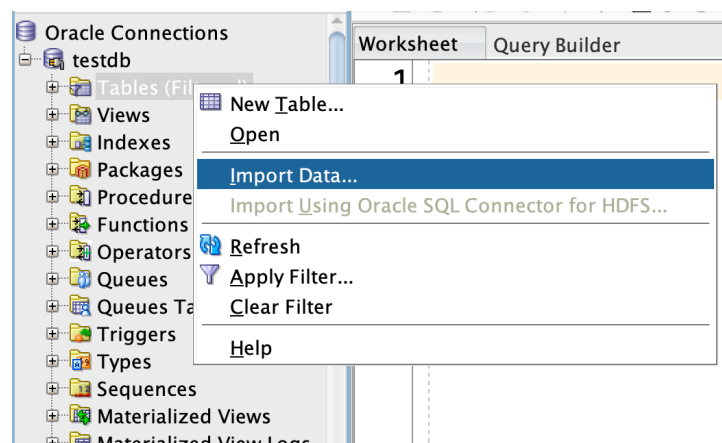 Oracle Connections
testdb
Tables (Fil
Views
Indexes
Packages
Procedure
Functions
Operators
Queues
Queues Ta
Triggers
Types
Sequences
Materialized Views
Materialized View Logs
Worksheet
Query Builder
1
New Table...
Open
Import Data...
Import Using Oracle SQL Connector for HDFS...
Refresh
Apply Filter...
Clear Filter
Help